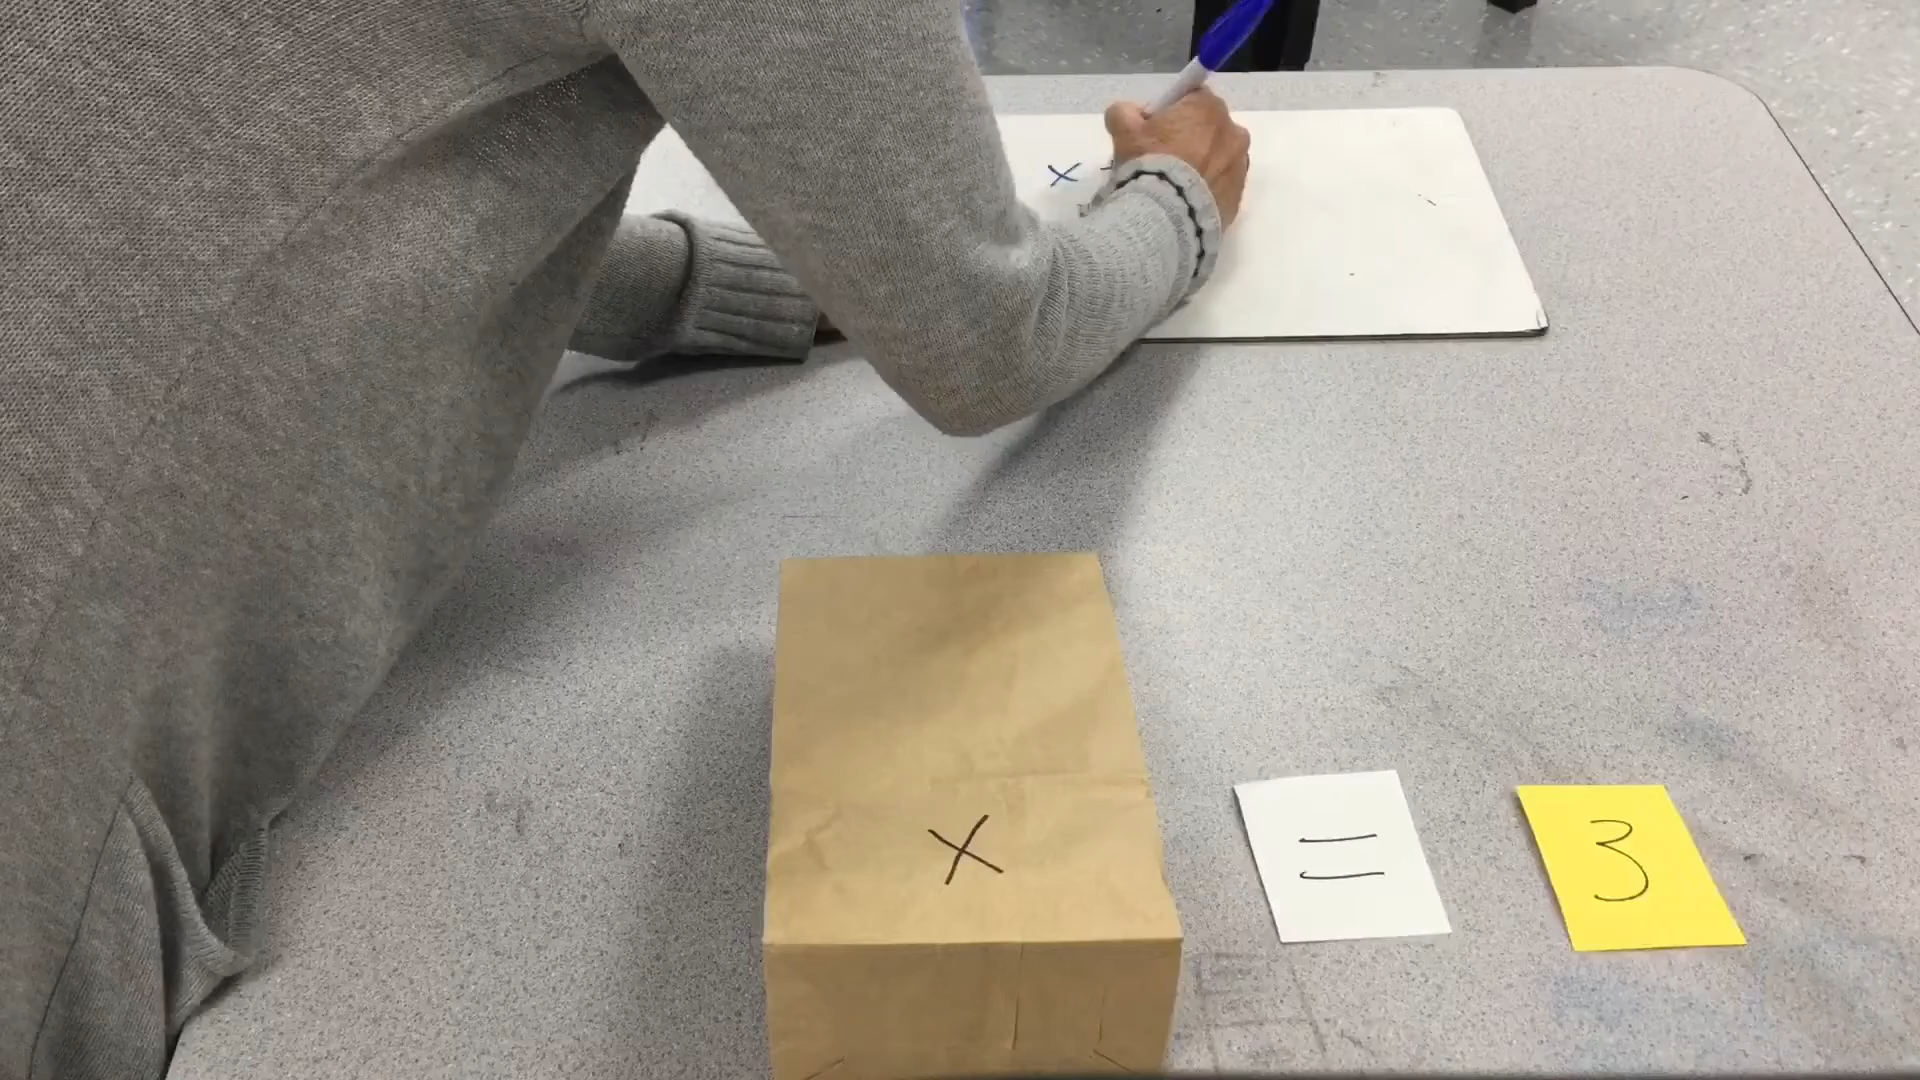 x
x = 3